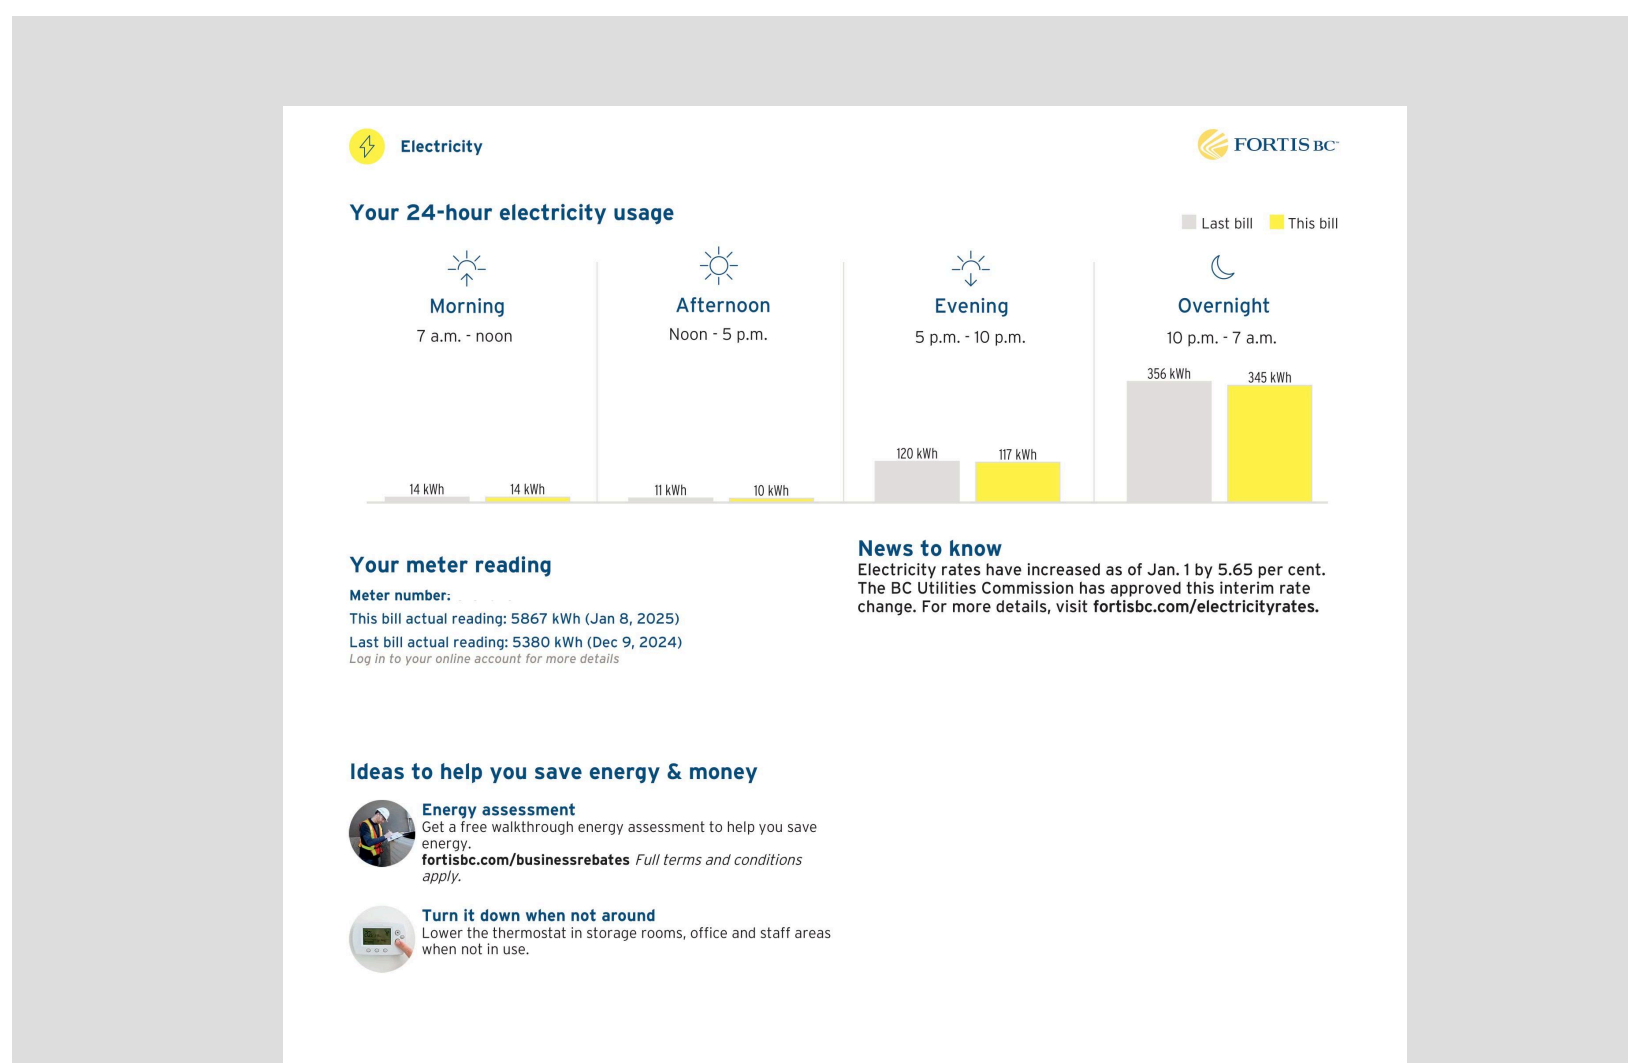 Electricity
FORTIS BC
Your 24-hour electricity usage
Last bill This bill
Morning
7 a.m. - noon
Afternoon
Noon - 5 p.m.
Evening
5 p.m. - 10 p.m.
Overnight
10 p.m. - 7 a.m.
14 kWh 14 kWh
11 kWh 10 kWh
120 kWh 117 kWh
356 kWh 345 kWh
Your meter reading
Meter number:
This bill actual reading: 5867 kWh (Jan 8, 2025)
Last bill actual reading: 5380 kWh (Dec 9, 2024)
Log in to your online account for more details
News to know
Electricity rates have increased as of Jan. 1 by 5.65 per cent.
The BC Utilities Commission has approved this interim rate
change. For more details, visit fortisbc.com/electricityrates.
Ideas to help you save energy & money
Energy assessment
Get a free walkthrough energy assessment to help you save
energy.
fortisbc.com/businessrebates Full terms and conditions
apply.
Turn it down when not around
Lower the thermostat in storage rooms, office and staff areas
when not in use.